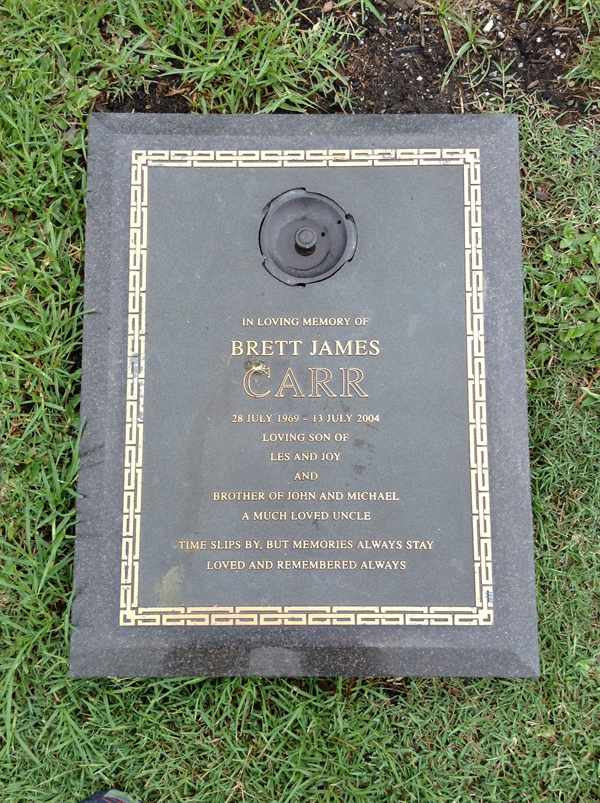 IN LOVING MEMORY OF
BRETT JAMES
CARR
28 JULY 1969 – 13 JULY 2004
LOVING SON OF
LES AND JOY
AND
BROTHER OF JOHN AND MICHAEL
A MUCH LOVED UNCLE
TIME SLIPS BY, BUT MEMORIES ALWAYS STAY
LOVED AND REMEMBERED ALWAYS